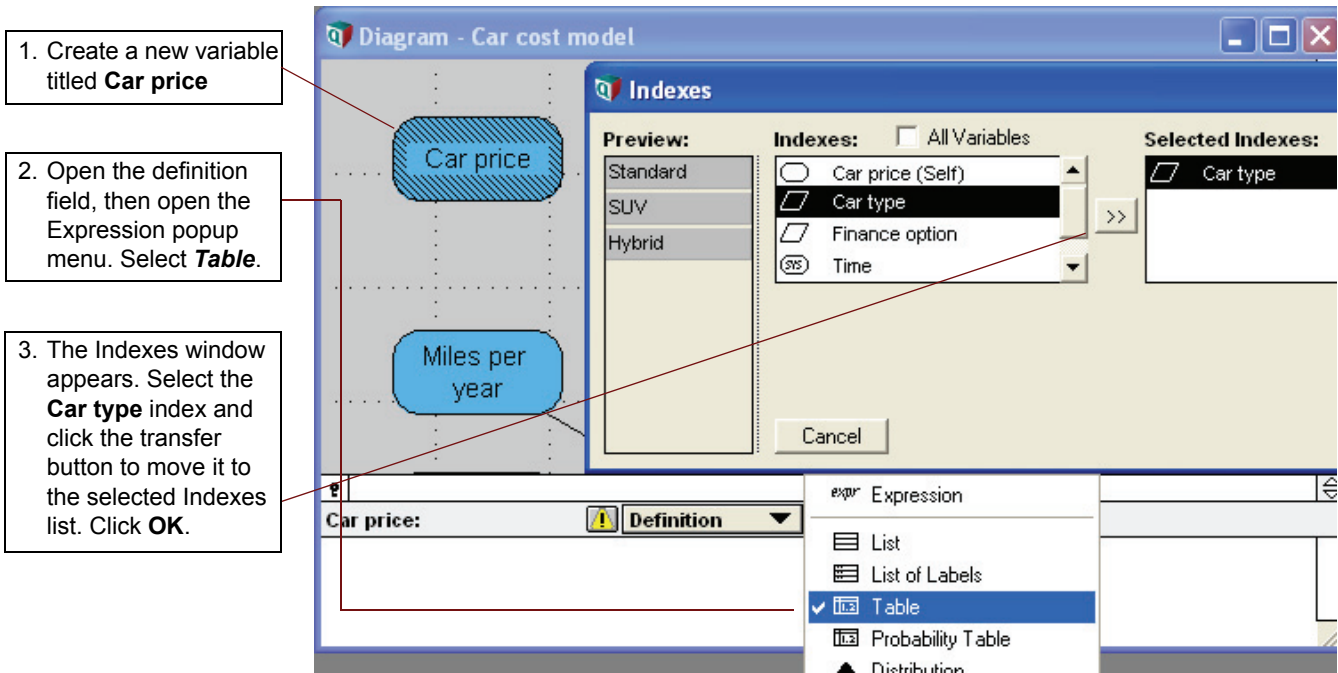 1. Create a new variable
titled Car price
2. Open the definition
field, then open the
Expression popup
menu. Select Table.
3. The Indexes window
appears. Select the
Car type index and
click the transfer
button to move it to
the selected Indexes
list. Click OK.
Diagram - Car cost model
Car price
Miles per
year
Indexes
Preview:
Standard
SUV
Hybrid
Indexes:
All Variables
Car price (Self)
Car type
Finance option
SYS Time
>>
Selected Indexes:
Car type
Cancel
Car price:
Definition
expr Expression
List
List of Labels
Table
Probability Table
Distribution